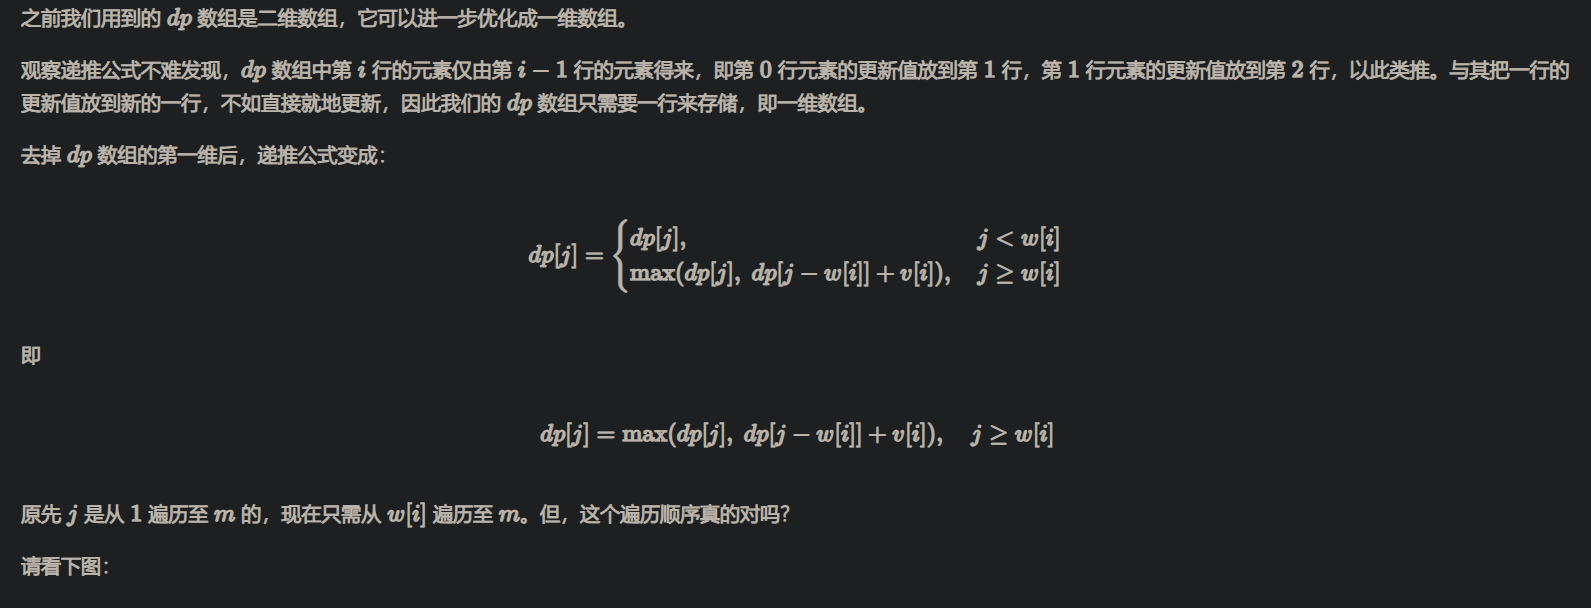 之前我们用到的 dp 数组是二维数组，它可以进一步优化成一维数组。
观察递推公式不难发现，dp 数组中第 i 行的元素仅由第 i − 1 行的元素得来，即第 0 行元素的更新值放到第 1 行，第 1 行元素的更新值放到第 2 行，以此类推。与其把一行的
更新值放到新的一行，不如直接就地更新，因此我们的 dp 数组只需要一行来存储，即一维数组。
去掉 dp 数组的第一维后，递推公式变成：
dp[j] = { dp[j], j < w[i]
max(dp[j], dp[j − w[i]] + v[i]), j ≥ w[i]
即
dp[j] = max(dp[j], dp[j − w[i]] + v[i]), j ≥ w[i]
原先 j 是从 1 遍历至 m 的，现在只需从 w[i] 遍历至 m。但，这个遍历顺序真的对吗？
请看下图：